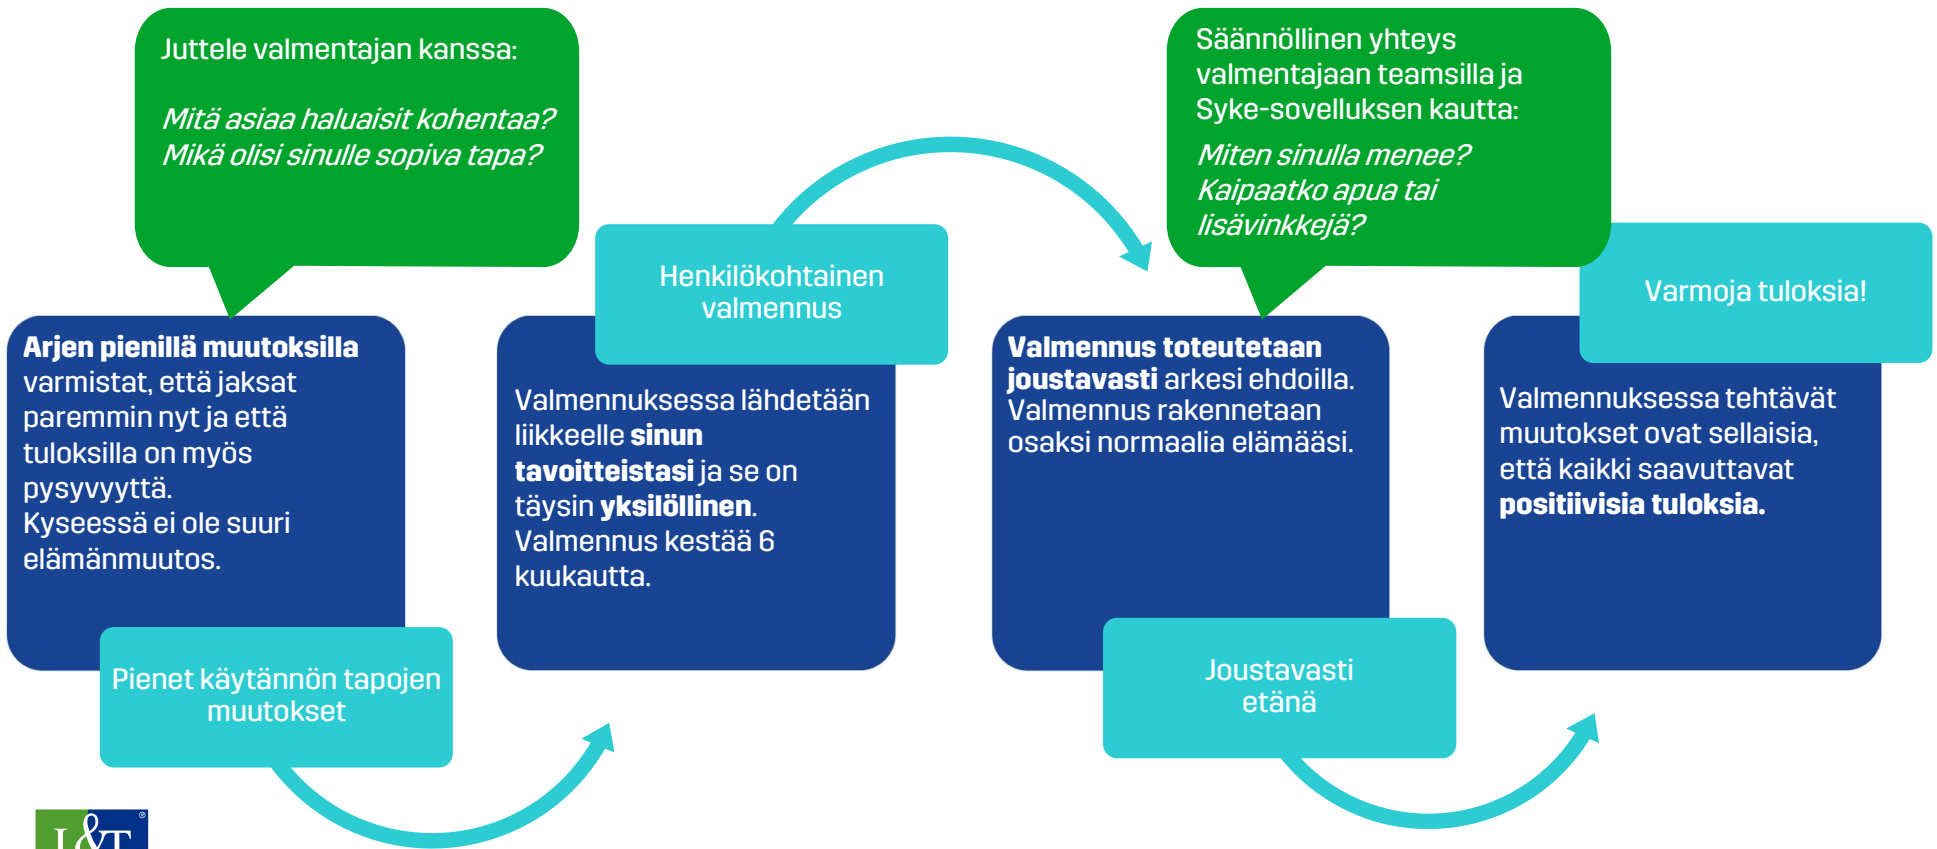 Juttele valmentajan kanssa:
Mitä asiaa haluaisit kohentaa?
Mikä olisi sinulle sopiva tapa?
Arjen pienillä muutoksilla
varmistat, että jaksat
paremmin nyt ja että
tuloksilla on myös
pysyvyyttä.
Kyseessä ei ole suuri
elämänmuutos.
Pienet käytännön tapojen
muutokset
Henkilökohtainen
valmennus
Valmennuksessa lähdetään
liikkeelle sinun
tavoitteistasi ja se on
täysin yksilöllinen.
Valmennus kestää 6
kuukautta.
Säännöllinen yhteys
valmentajaan teamsilla ja
Syke-sovelluksen kautta:
Miten sinulla menee?
Kaipaatko apua tai
lisävinkkejä?
Valmennus toteutetaan
joustavasti arkesi ehdoilla.
Valmennus rakennetaan
osaksi normaalia elämääsi.
Joustavasti
etänä
Varmoja tuloksia!
Valmennuksessa tehtävät
muutokset ovat sellaisia,
että kaikki saavuttavat
positiivisia tuloksia.
L&T